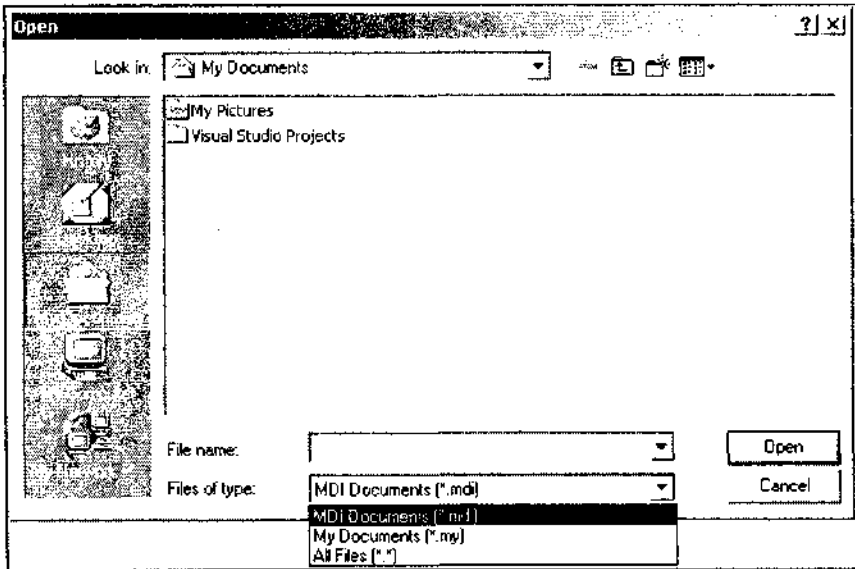 Open
Look in: My Documents
My Pictures
Visual Studio Projects
File name:
Open
Files of type: MDI Documents (*.mdi)
Cancel
MDI Documents (*.mdi)
My Documents (*.my)
All Files (*.*)